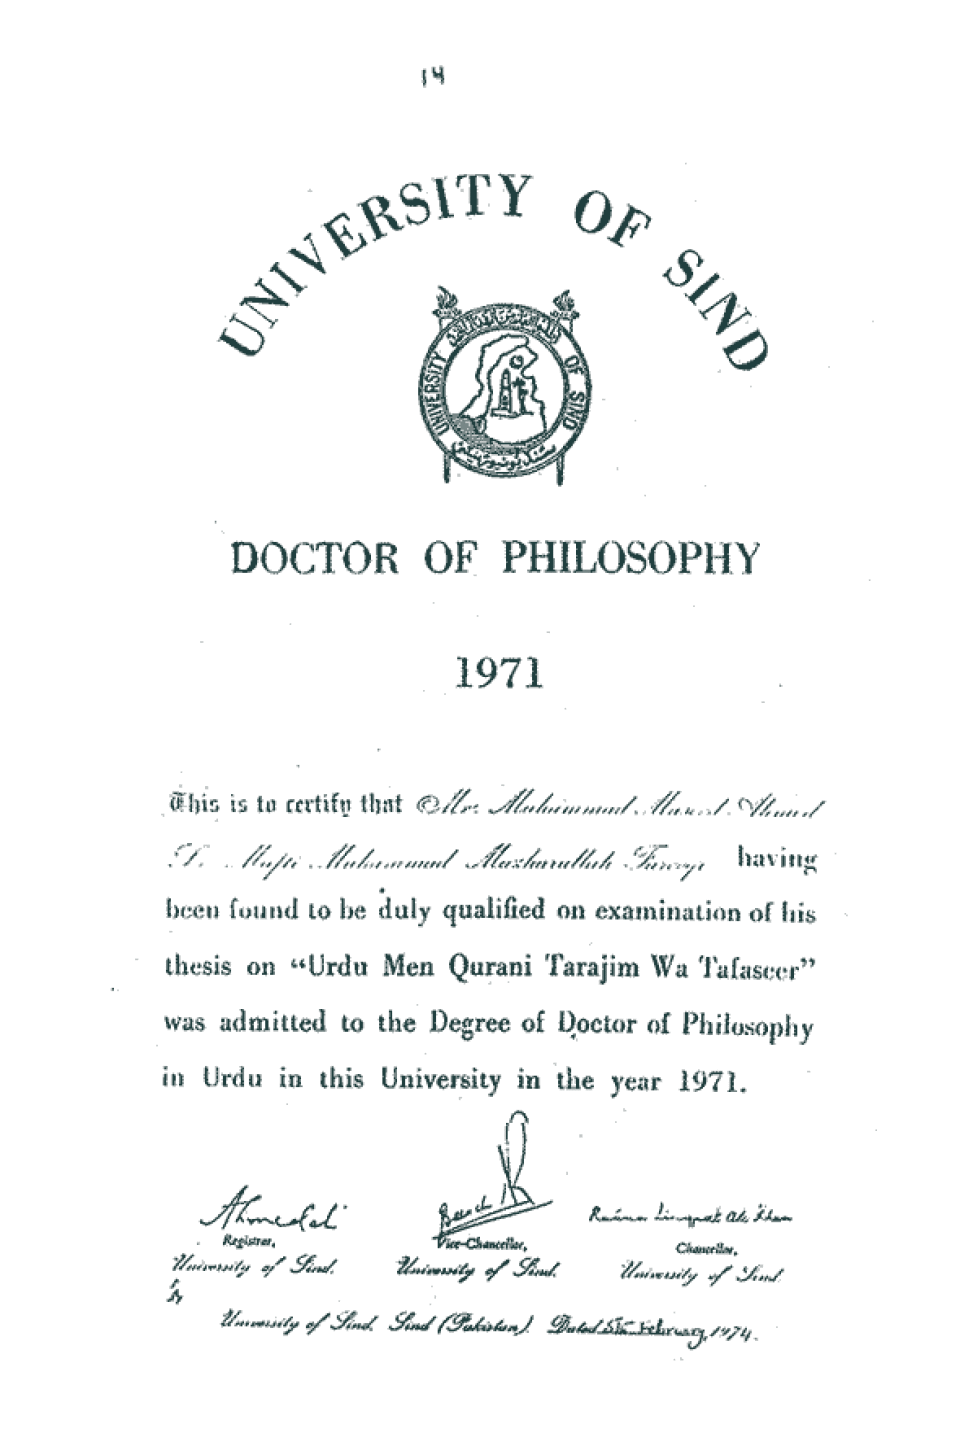 14
UNIVERSITY OF SIND
UNIVERSITY OF SIND
DOCTOR OF PHILOSOPHY
1971
This is to certify that Mr. Muhammad Ahmad
S. Mufti Muhammad Mazharullah having
been found to be duly qualified on examination of his
thesis on “Urdu Men Qurani Tarajim Wa Tafaseer”
was admitted to the Degree of Doctor of Philosophy
in Urdu in this University in the year 1971.
Raana Liaquat Ali Khan
Registrar, Vice-Chancellor, Chancellor,
University of Sind. University of Sind. University of Sind.
University of Sind. Sind (Pakistan). Dated 5th February, 1974.